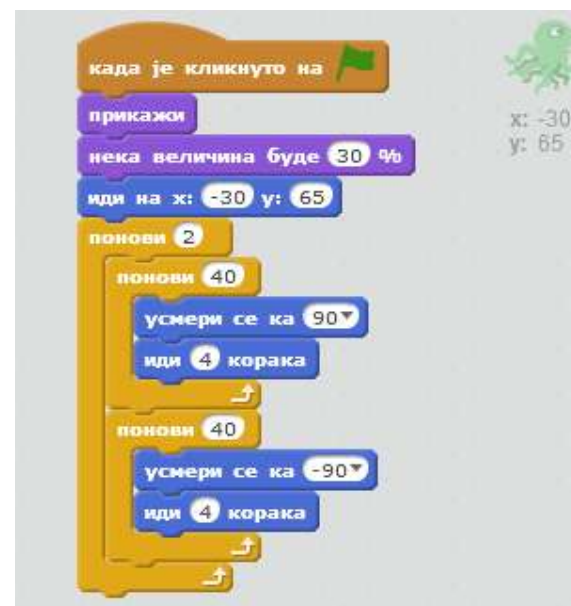 када је кликнуто на
прикажи
нека величина буде 30 %
иди на x: -30 y: 65
понови 2
понови 40
усмери се ка 90
иди 4 корака
понови 40
усмери се ка -90
иди 4 корака
x: -30
y: 65